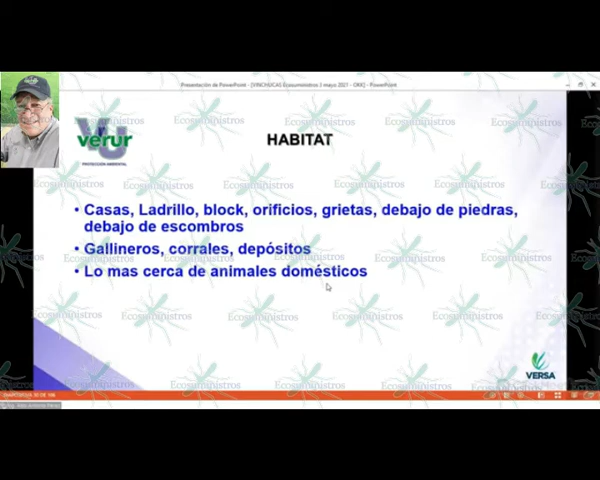 Presentación de PowerPoint - [VINCHUCAS Ecosuministros 3 mayo 2021 - OKK] - PowerPoint
verur
PROTECCIÓN AMBIENTAL
HABITAT
• Casas, Ladrillo, block, orificios, grietas, debajo de piedras,
debajo de escombros
• Gallineros, corrales, depósitos
• Lo mas cerca de animales domésticos
Ecosuministros
VERSA